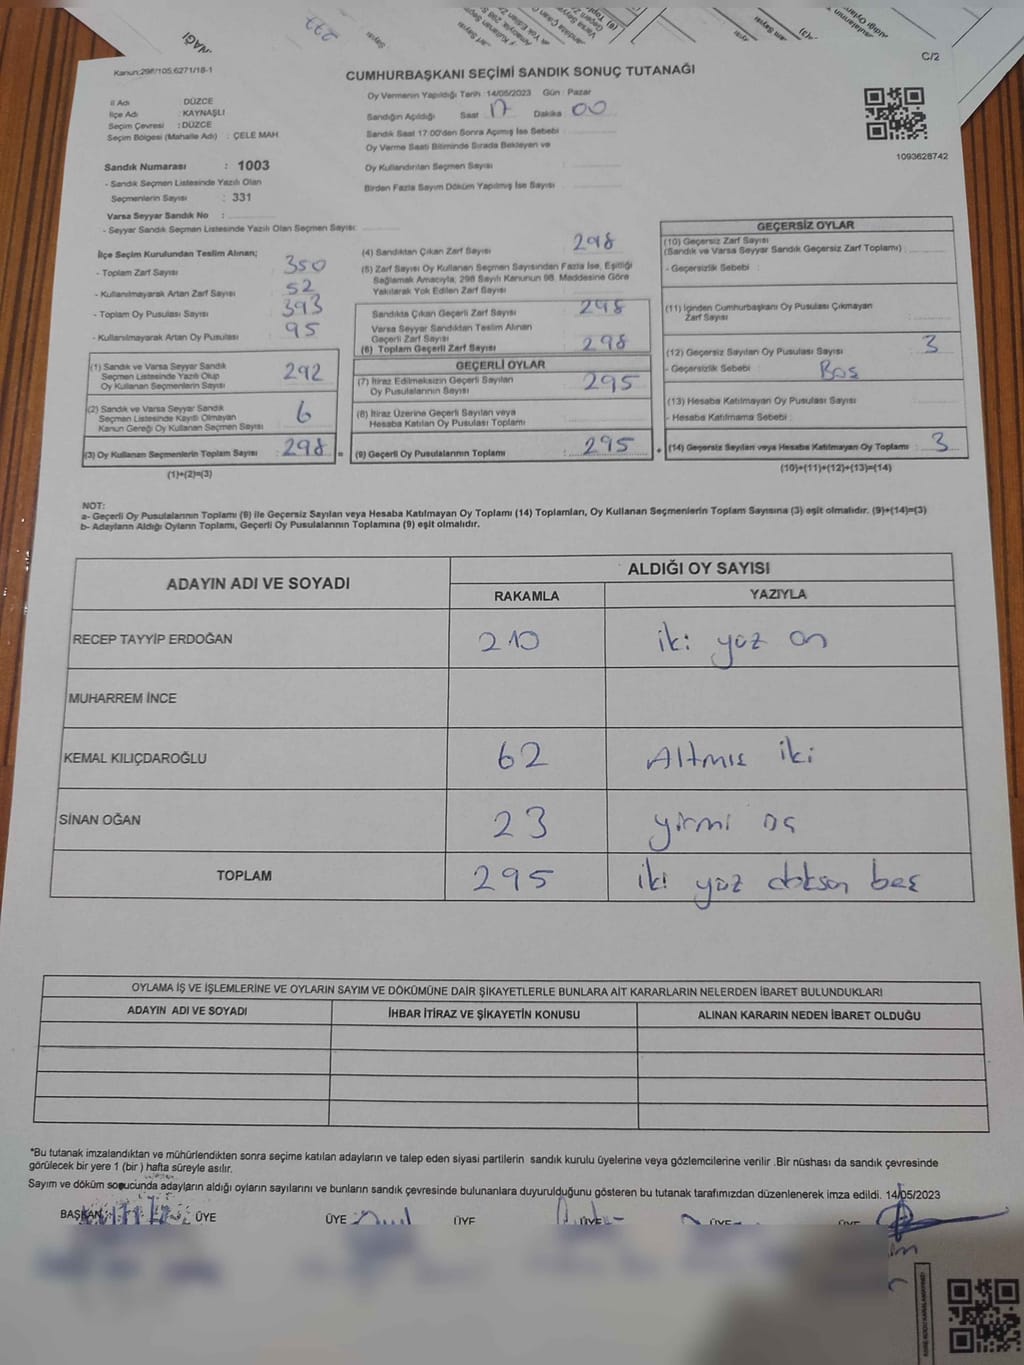 C/2
Kanun:298/105,6271/18-1
CUMHURBAŞKANI SEÇİMİ SANDIK SONUÇ TUTANAĞI
1093628742
İl Adı : DÜZCE
İlçe Adı : KAYNAŞLI
Seçim Çevresi : DÜZCE
Seçim Bölgesi (Mahalle Adı) : ÇELE MAH.
Sandık Numarası : 1003
- Sandık Seçmen Listesinde Yazılı Olan
Seçmenlerin Sayısı : 331
Varsa Seyyar Sandık No :
- Seyyar Sandık Seçmen Listesinde Yazılı Olan Seçmen Sayısı:
Oy Vermenin Yapıldığı Tarih : 14/05/2023 Gün : Pazar
Sandığın Açıldığı Saat 17 Dakika 00
Sandık Saat 17:00'den Sonra Açılmış İse Sebebi :
Oy Verme Saati Bitiminde Sırada Bekleyen ve
Oy Kullandırılan Seçmen Sayısı
Birden Fazla Sayım Döküm Yapılmış İse Sayısı
İlçe Seçim Kurulundan Teslim Alınan;
- Toplam Zarf Sayısı : 350
- Kullanılmayarak Artan Zarf Sayısı : 52
- Toplam Oy Pusulası Sayısı : 393
- Kullanılmayarak Artan Oy Pusulası : 95
(1) Sandık ve Varsa Seyyar Sandık
Seçmen Listesinde Yazılı Olup
Oy Kullanan Seçmenlerin Sayısı : 292
(2) Sandık ve Varsa Seyyar Sandık
Seçmen Listesinde Kayıtlı Olmayan
Kanun Gereği Oy Kullanan Seçmen Sayısı : 6
(3) Oy Kullanan Seçmenlerin Toplam Sayısı : 298 =
(1)+(2)=(3)
(4) Sandıktan Çıkan Zarf Sayısı : 298
(5) Zarf Sayısı Oy Kullanan Seçmen Sayısından Fazla İse, Eşitliği
Sağlamak Amacıyla; 298 Sayılı Kanunun 98. Maddesine Göre
Yakılarak Yok Edilen Zarf Sayısı :
Sandıkta Çıkan Geçerli Zarf Sayısı : 298
Varsa Seyyar Sandıktan Teslim Alınan
Geçerli Zarf Sayısı
(6) Toplam Geçerli Zarf Sayısı : 298
GEÇERLİ OYLAR
(7) İtiraz Edilmeksizin Geçerli Sayılan
Oy Pusulalarının Sayısı : 295
(8) İtiraz Üzerine Geçerli Sayılan veya
Hesaba Katılan Oy Pusulası Toplamı :
(9) Geçerli Oy Pusulalarının Toplamı : 295 +
GEÇERSİZ OYLAR
(10) Geçersiz Zarf Sayısı
(Sandık ve Varsa Seyyar Sandık Geçersiz Zarf Toplamı) :
- Geçersizlik Sebebi :
(11) İçinden Cumhurbaşkanı Oy Pusulası Çıkmayan
Zarf Sayısı :
(12) Geçersiz Sayılan Oy Pusulası Sayısı : 3
- Geçersizlik Sebebi : Boş
(13) Hesaba Katılmayan Oy Pusulası Sayısı
- Hesaba Katılmama Sebebi :
(14) Geçersiz Sayılan veya Hesaba Katılmayan Oy Toplamı : 3
(10)+(11)+(12)+(13)=(14)
NOT:
a- Geçerli Oy Pusulalarının Toplamı (9) ile Geçersiz Sayılan veya Hesaba Katılmayan Oy Toplamı (14) Toplamları, Oy Kullanan Seçmenlerin Toplam Sayısına (3) eşit olmalıdır. (9)+(14)=(3)
b- Adayların Aldığı Oyların Toplamı, Geçerli Oy Pusulalarının Toplamına (9) eşit olmalıdır.
ADAYIN ADI VE SOYADI ALDIĞI OY SAYISI
RAKAMLA YAZIYLA
RECEP TAYYİP ERDOĞAN 210 iki yüz on
MUHARREM İNCE
KEMAL KILIÇDAROĞLU 62 Altmış iki
SİNAN OĞAN 23 yirmi üç
TOPLAM 295 iki yüz doksan beş
OYLAMA İŞ VE İŞLEMLERİNE VE OYLARIN SAYIM VE DÖKÜMÜNE DAİR ŞİKAYETLERLE BUNLARA AİT KARARLARIN NELERDEN İBARET BULUNDUKLARI
ADAYIN ADI VE SOYADI İHBAR İTİRAZ VE ŞİKAYETİN KONUSU ALINAN KARARIN NEDEN İBARET OLDUĞU
*Bu tutanak imzalandıktan ve mühürlendikten sonra seçime katılan adayların ve talep eden siyasi partilerin sandık kurulu üyelerine veya gözlemcilerine verilir .Bir nüshası da sandık çevresinde
görülecek bir yere 1 (bir ) hafta süreyle asılır.
Sayım ve döküm sonucunda adayların aldığı oyların sayılarını ve bunların sandık çevresinde bulunanlara duyurulduğunu gösteren bu tutanak tarafımızdan düzenlenerek imza edildi. 14/05/2023
BAŞKAN ÜYE ÜYE ÜYE ÜYE ÜYE ÜYE